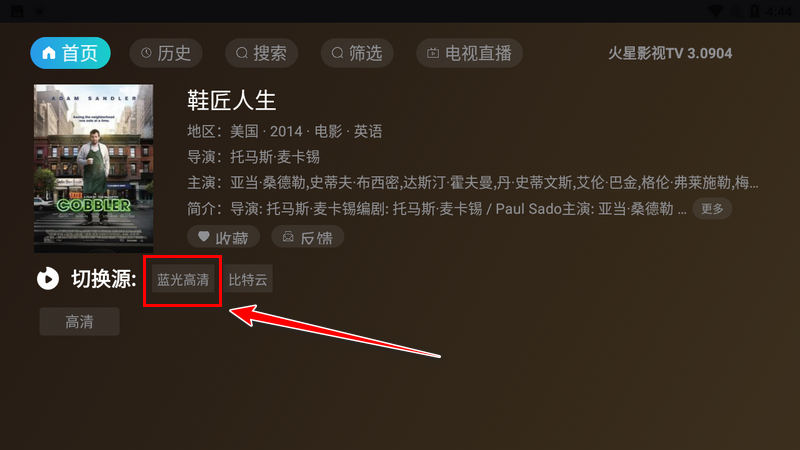 4:44
首页 历史 搜索 筛选 电视直播 火星影视TV 3.0904
ADAM SANDLER
COBBLER
鞋匠人生
地区：美国 · 2014 · 电影 · 英语
导演：托马斯·麦卡锡
主演：亚当·桑德勒,史蒂夫·布西密,达斯汀·霍夫曼,丹·史蒂文斯,艾伦·巴金,格伦·弗莱施勒,梅...
简介：导演: 托马斯·麦卡锡编剧: 托马斯·麦卡锡 / Paul Sado主演: 亚当·桑德勒 ... 更多
收藏 反馈
切换源: 蓝光高清 比特云
高清